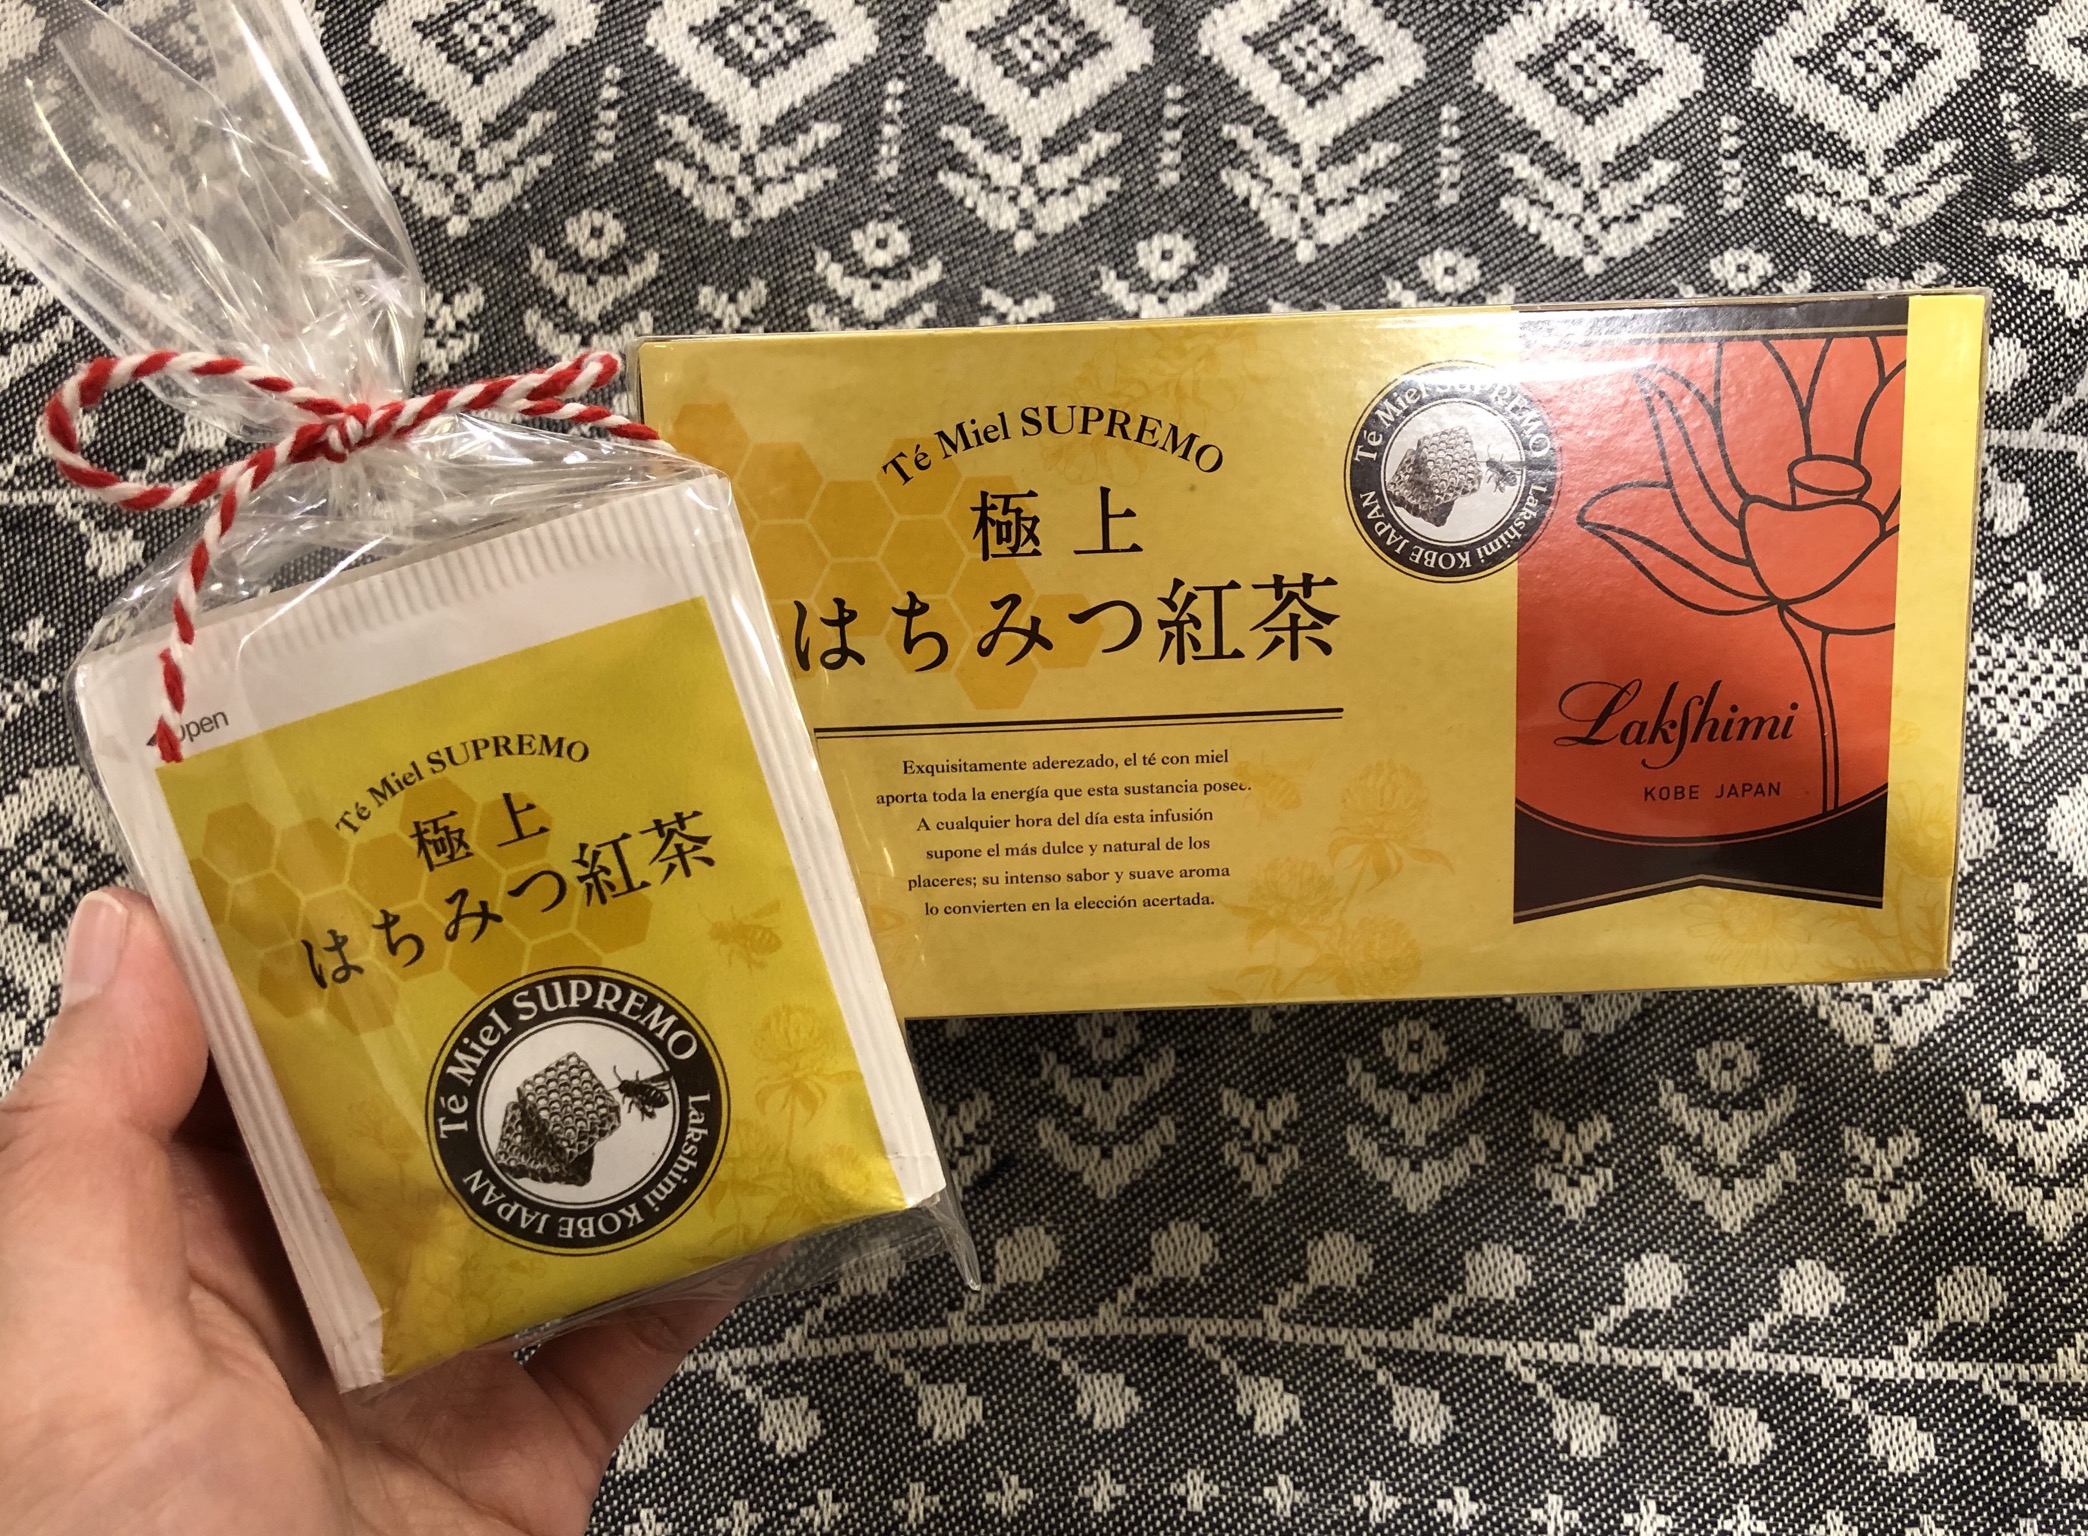 Open
Té Miel SUPREMO
極上
はちみつ紅茶
Té Miel SUPREMO
Lakshimi KOBE JAPAN
Té Miel SUPREMO
極上
はちみつ紅茶
Exquisitamente aderezado, el té con miel
aporta toda la energía que esta sustancia posee.
A cualquier hora del día esta infusión
supone el más dulce y natural de los
placeres; su intenso sabor y suave aroma
lo convierten en la elección acertada.
Té Miel SUPREMO
Lakshimi KOBE JAPAN
Lakshimi
KOBE JAPAN